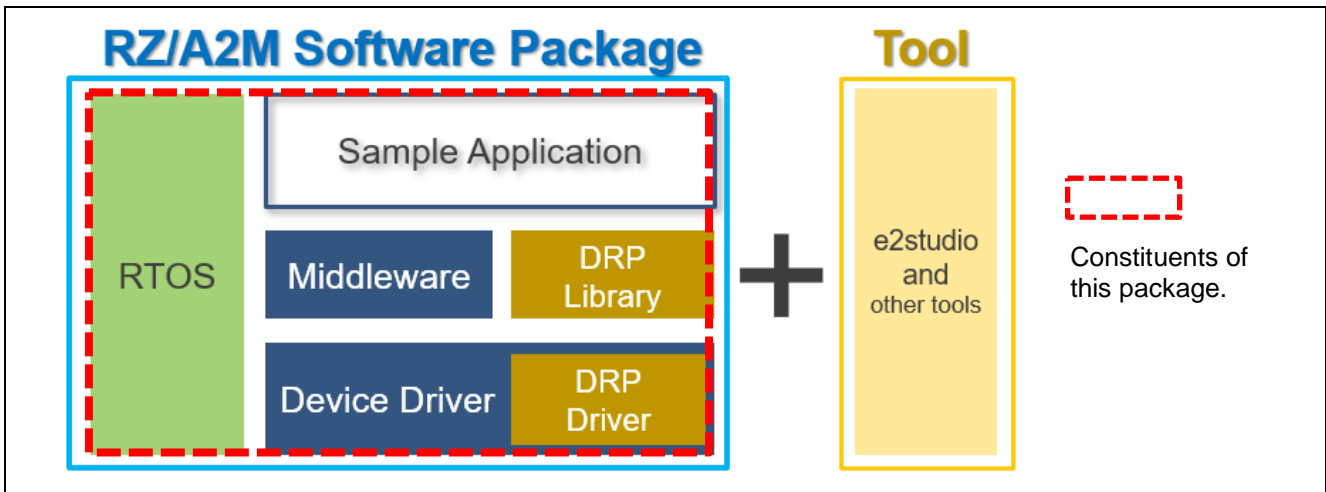 RZ/A2M Software Package
Tool
RTOS
Sample Application
Middleware
DRP
Library
Device Driver
DRP
Driver
e2studio
and
other tools
Constituents of
this package.